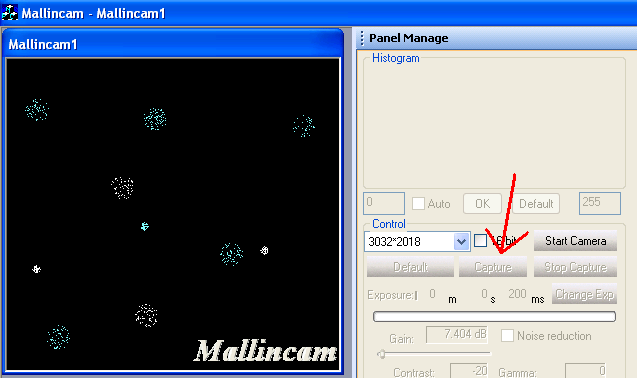 Mallincam - Mallincam1
Mallincam1
Mallincam
Panel Manage
Histogram
0 Auto OK Default 255
Control
3032*2018 bit Start Camera
Default Capture Stop Capture
Exposure: 0 m 0 s 200 ms Change Exp
Gain: 7,404 dB Noise reduction
Contrast: -20 Gamma: 0